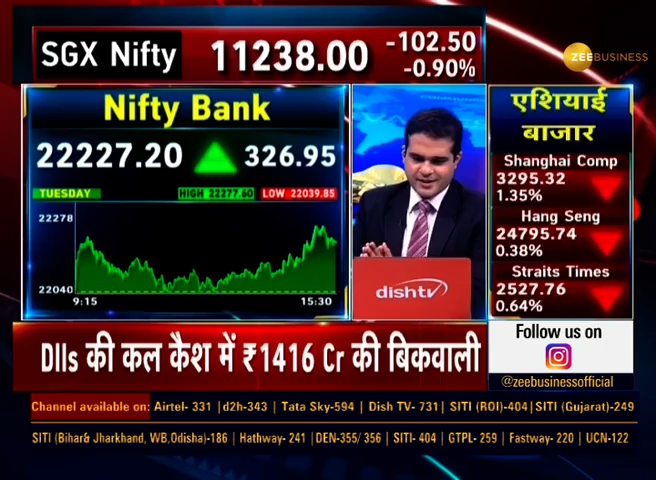 SGX Nifty 11238.00 -102.50
-0.90%
ZEE BUSINESS
Nifty Bank
22227.20 326.95
TUESDAY HIGH 22277.60 LOW 22039.85
22278
22040
9:15 15:30
dishtv
एशियाई
बाजार
Shanghai Comp
3295.32
1.35%
Hang Seng
24795.74
0.38%
Straits Times
2527.76
0.64%
DIIs की कल कैश में ₹1416 Cr की बिकवाली
Follow us on
@zeebusinessofficial
Channel available on: Airtel- 331 | d2h-343 | Tata Sky-594 | Dish TV- 731 | SITI (ROI)-404 | SITI (Gujarat)-249
SITI (Bihar& Jharkhand, WB,Odisha)-186 | Hathway- 241 |DEN-355/ 356 | SITI- 404 | GTPL- 259 | Fastway- 220 | UCN-122